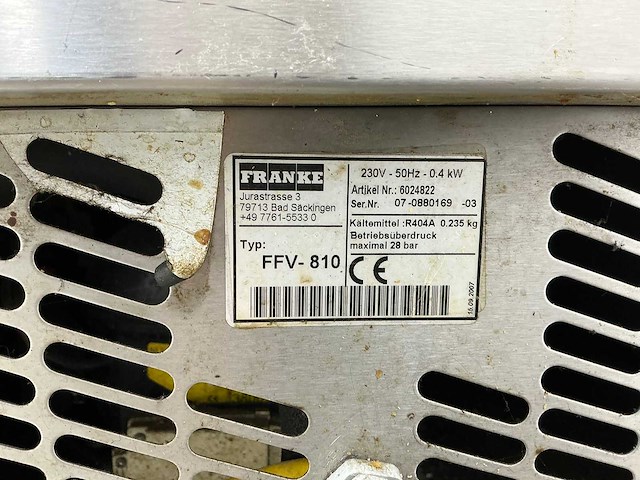 FRANKE
Jurastrasse 3
79713 Bad Säckingen
+49 7761-5533 0
Typ:
FFV- 810
230V - 50Hz - 0.4 kW
Artikel Nr.: 6024822
Ser.Nr. 07-0880169 -03
Kältemittel :R404A 0,235 kg
Betriebsüberdruck
maximal 28 bar
CE
15.09.2007